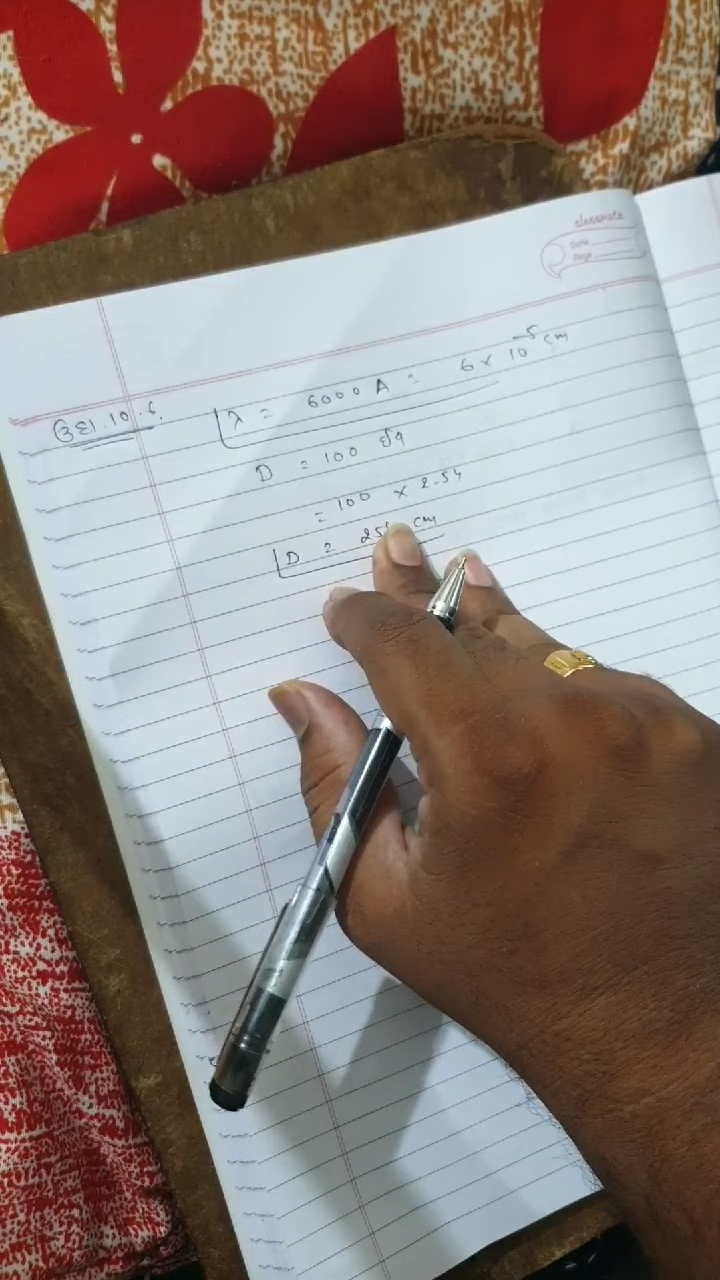 classmate
Date
Page
ઉદા.10.6. λ = 6000 A = 6 × 10⁻⁵ cm
D = 100 ઈંચ
= 100 × 2.54
D = 254 cm